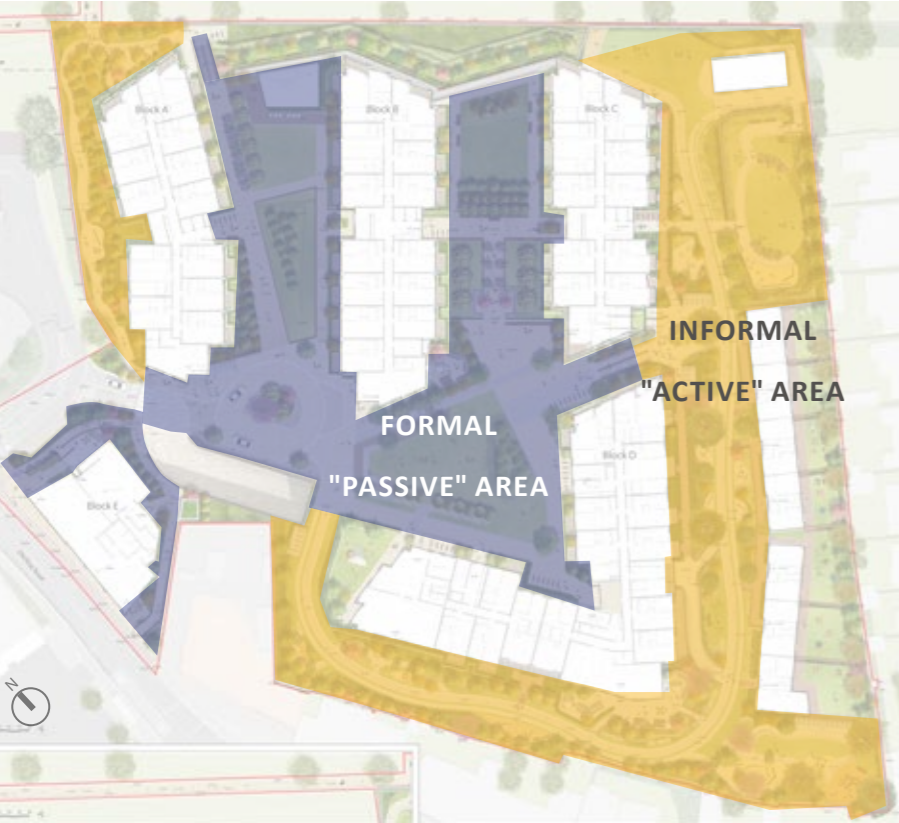 Block A
Block B
Block C
INFORMAL
"ACTIVE" AREA
FORMAL
"PASSIVE" AREA
Block D
Block E
N